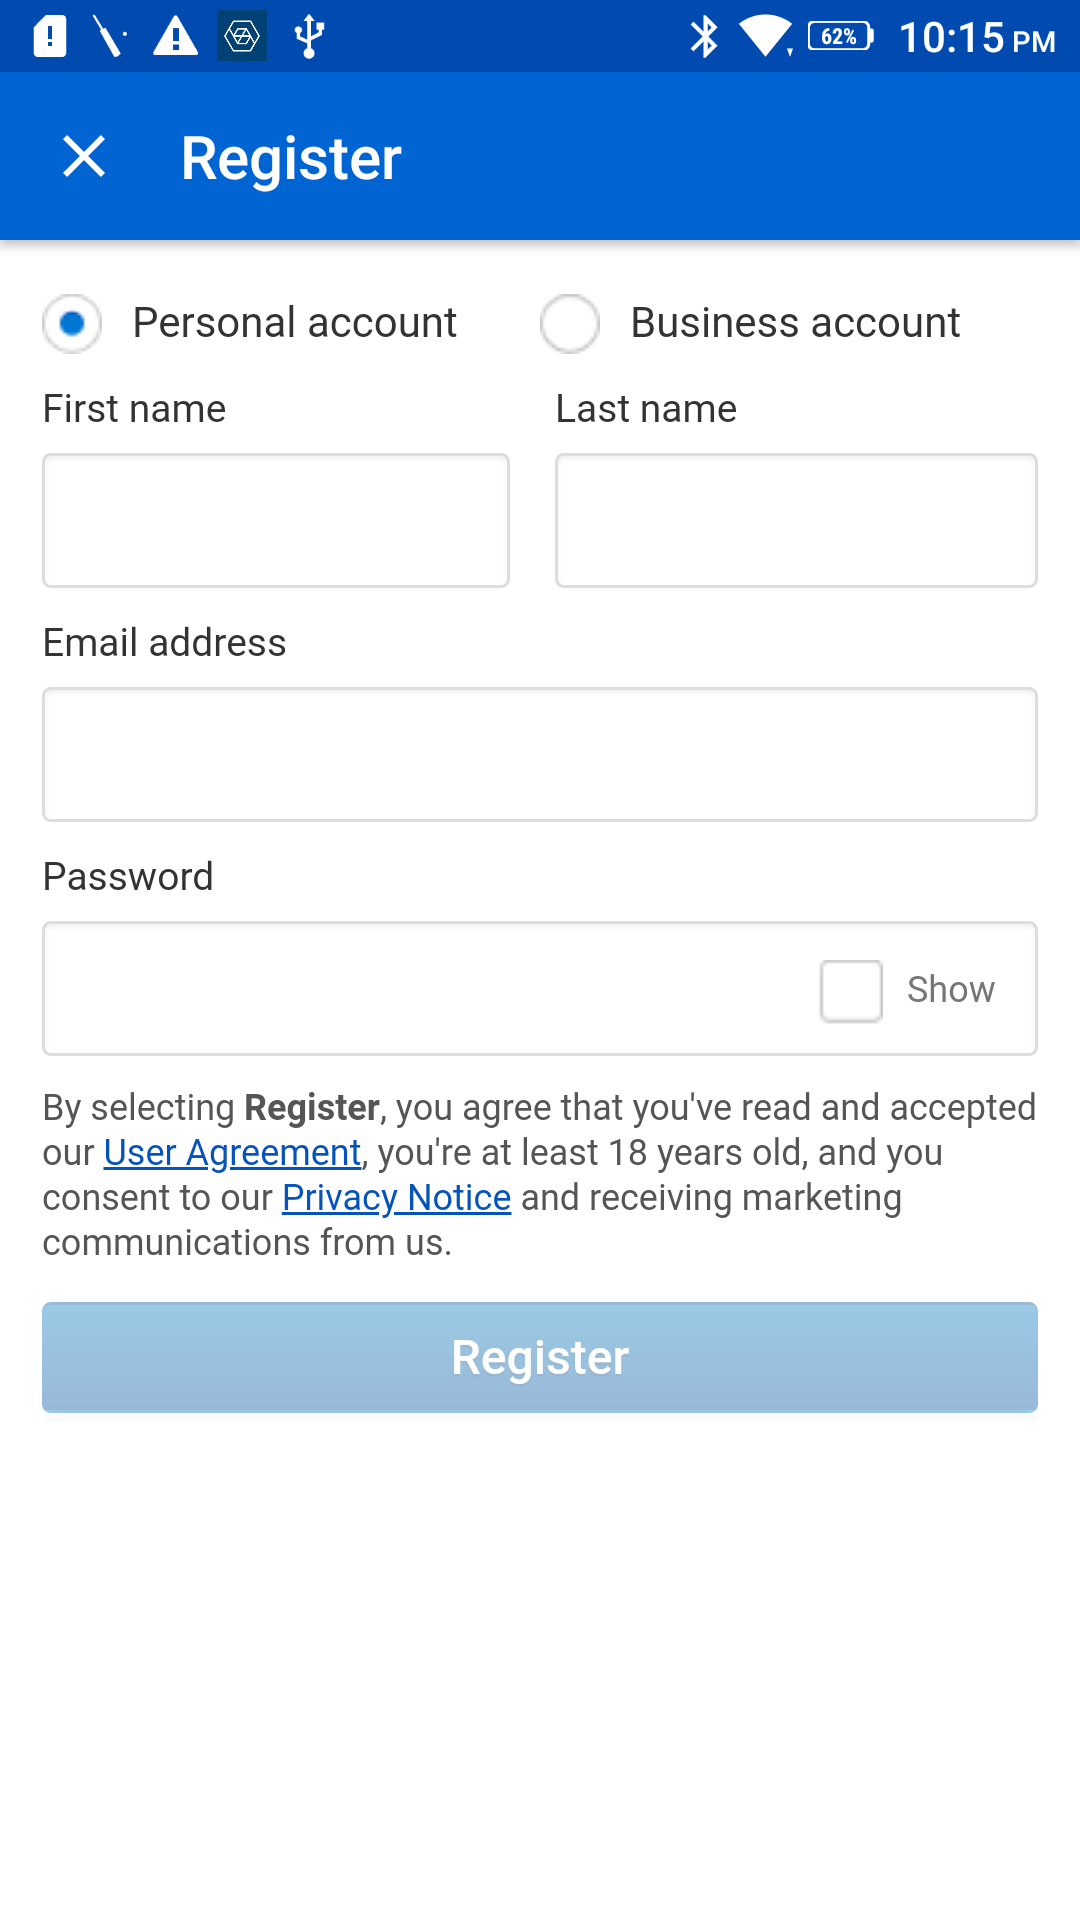 62% 10:15 PM
Register
Personal account Business account
First name Last name
Email address
Password
Show
By selecting Register, you agree that you've read and accepted
our User Agreement, you're at least 18 years old, and you
consent to our Privacy Notice and receiving marketing
communications from us.
Register